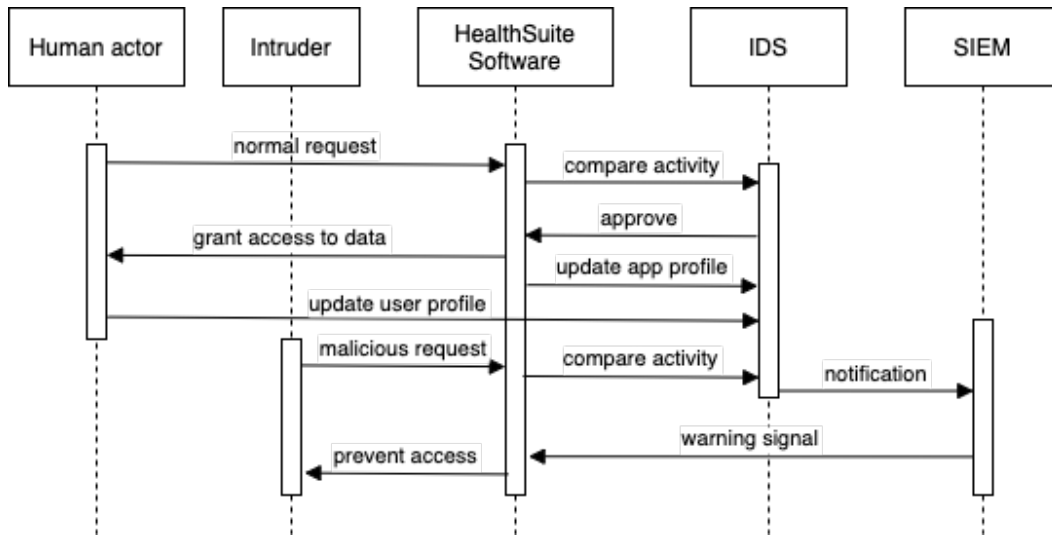 Human actor
Intruder
HealthSuite
Software
IDS
SIEM
normal request
compare activity
approve
grant access to data
update app profile
update user profile
malicious request
compare activity
notification
warning signal
prevent access